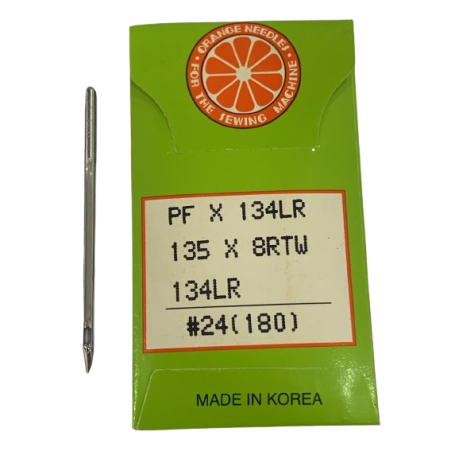 · ORANGE NEEDLES ·
FOR THE SEWING MACHINE
PF X 134LR
135 X 8RTW
134LR
#24(180)
MADE IN KOREA